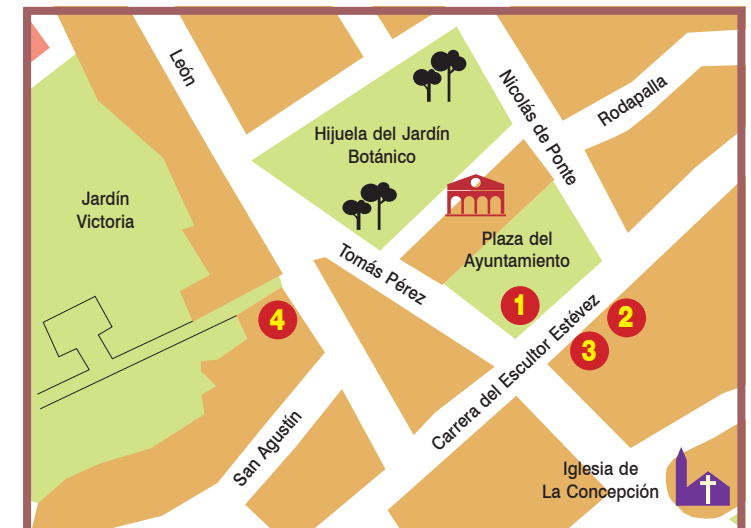 León
Nicolás de Ponte
Rodapalla
Hijuela del Jardín
Botánico
Jardín
Victoria
Plaza del
Ayuntamiento
Tomás Pérez
1
2
3
4
Carrera del Escultor Estévez
San Agustín
Iglesia de
La Concepción